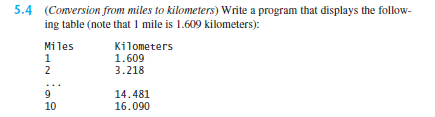 5.4 (Conversion from miles to kilometers) Write a program that displays the follow-
ing table (note that 1 mile is 1.609 kilometers):
Miles Kilometers
1 1.609
2 3.218
...
9 14.481
10 16.090